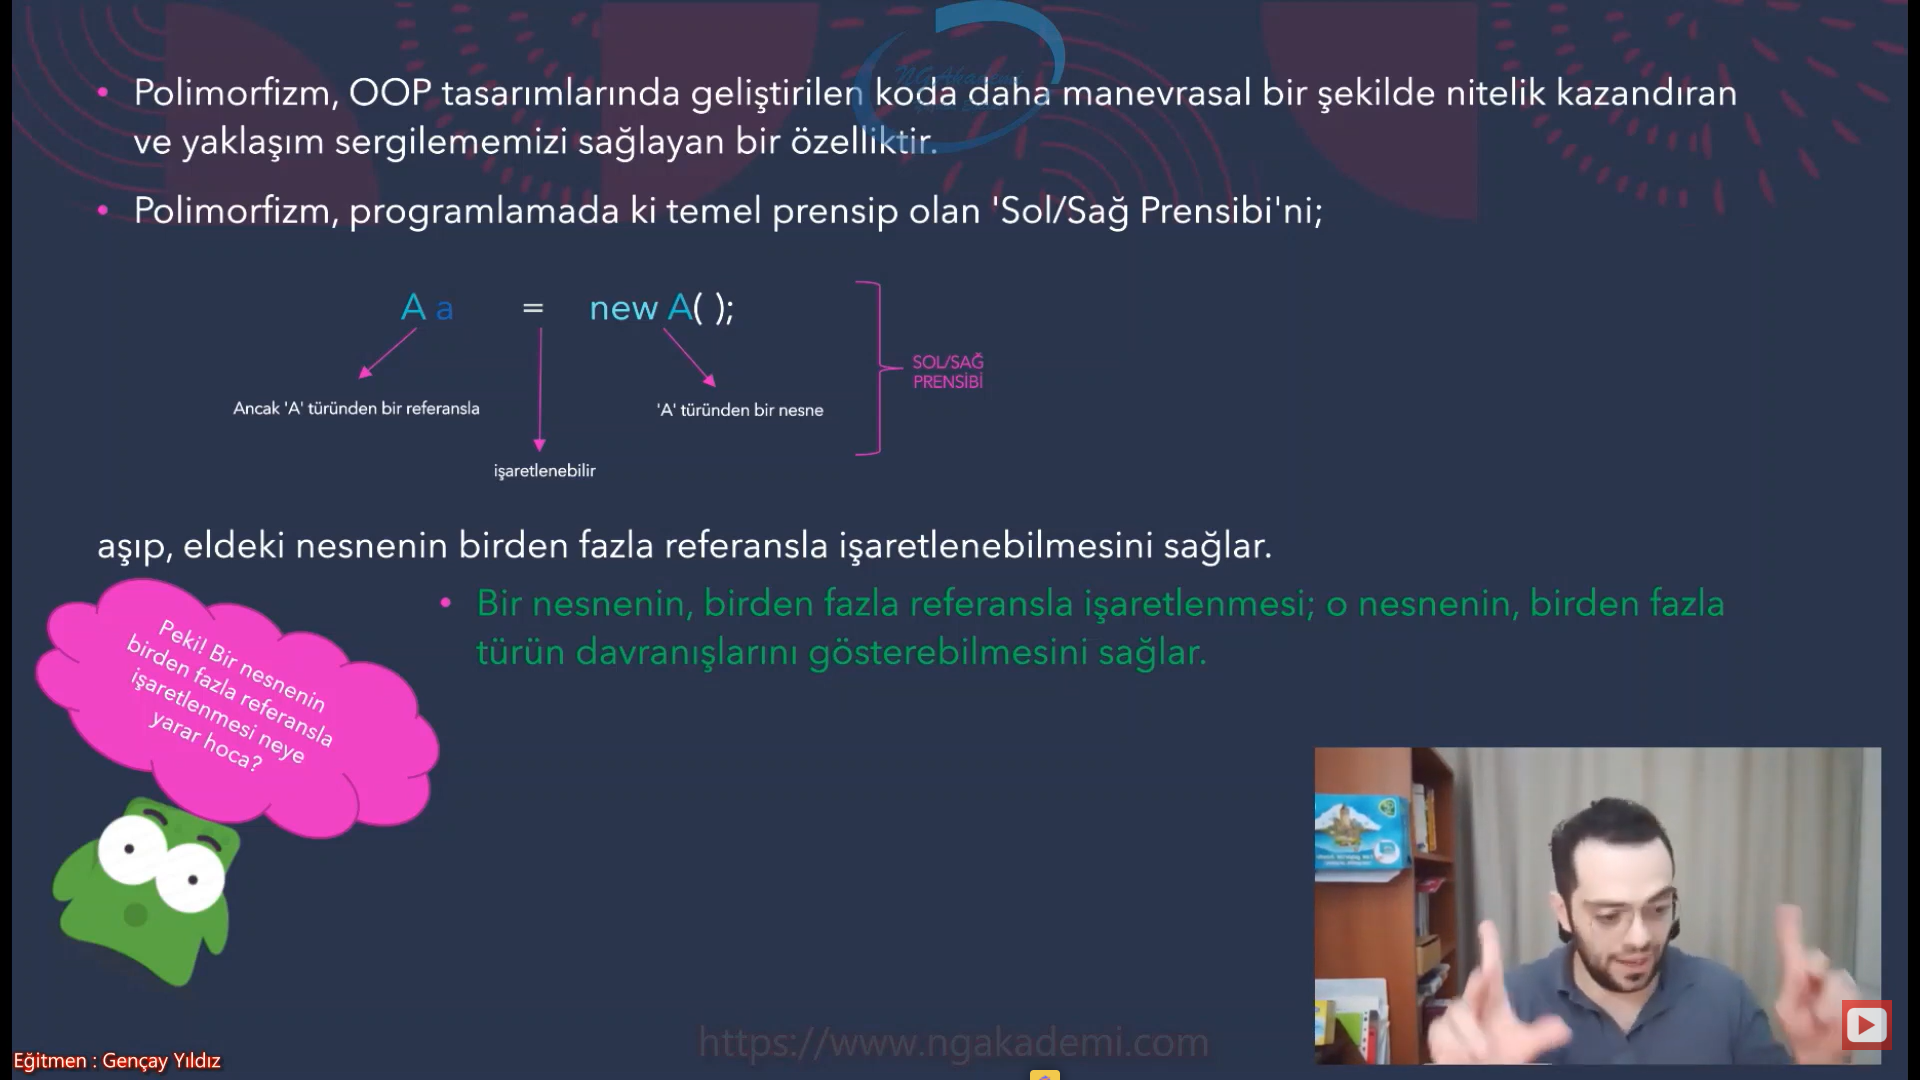 NG Akademi
• Polimorfizm, OOP tasarımlarında geliştirilen koda daha manevrasal bir şekilde nitelik kazandıran
ve yaklaşım sergilememizi sağlayan bir özelliktir.
• Polimorfizm, programlamada ki temel prensip olan 'Sol/Sağ Prensibi'ni;
A a = new A( );
SOL/SAĞ
PRENSİBİ
Ancak 'A' türünden bir referansla
'A' türünden bir nesne
işaretlenebilir
aşıp, eldeki nesnenin birden fazla referansla işaretlenebilmesini sağlar.
• Bir nesnenin, birden fazla referansla işaretlenmesi; o nesnenin, birden fazla
türün davranışlarını gösterebilmesini sağlar.
Peki! Bir nesnenin
birden fazla referansla
işaretlenmesi neye
yarar hoca?
https://www.ngakademi.com
Eğitmen : Gençay Yıldız